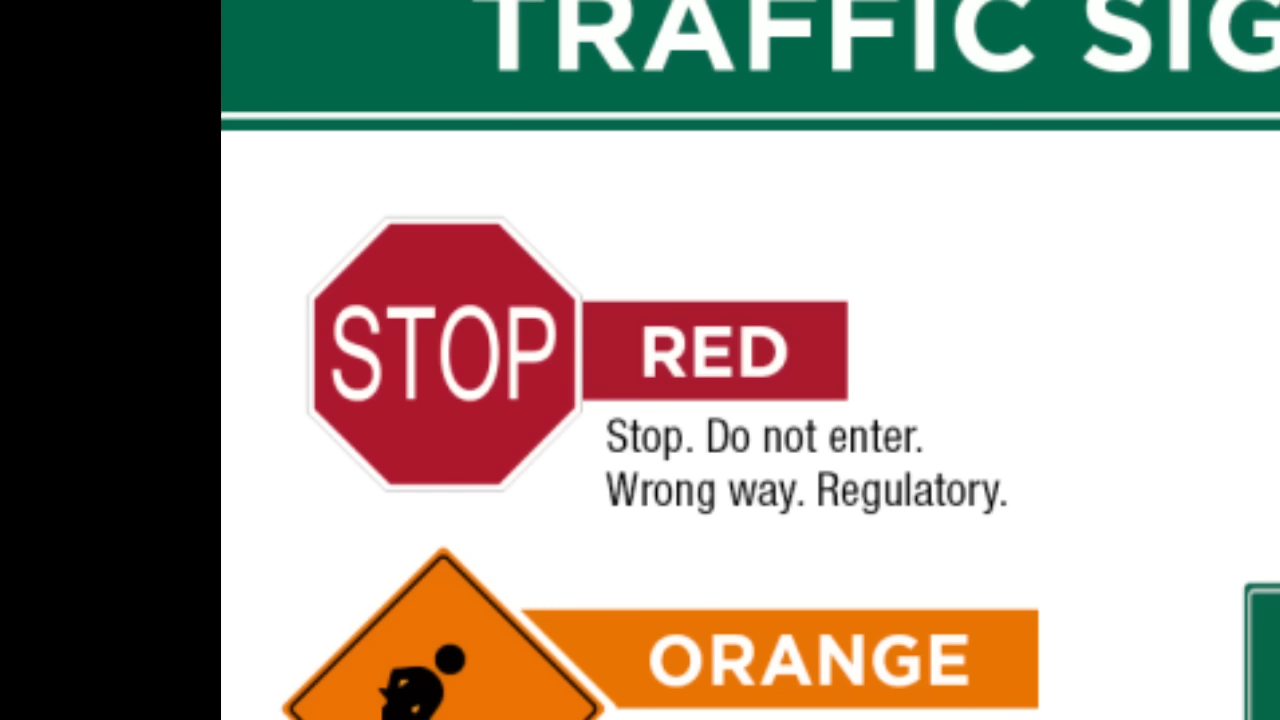 TRAFFIC SIG
STOP
RED
Stop. Do not enter.
Wrong way. Regulatory.
ORANGE